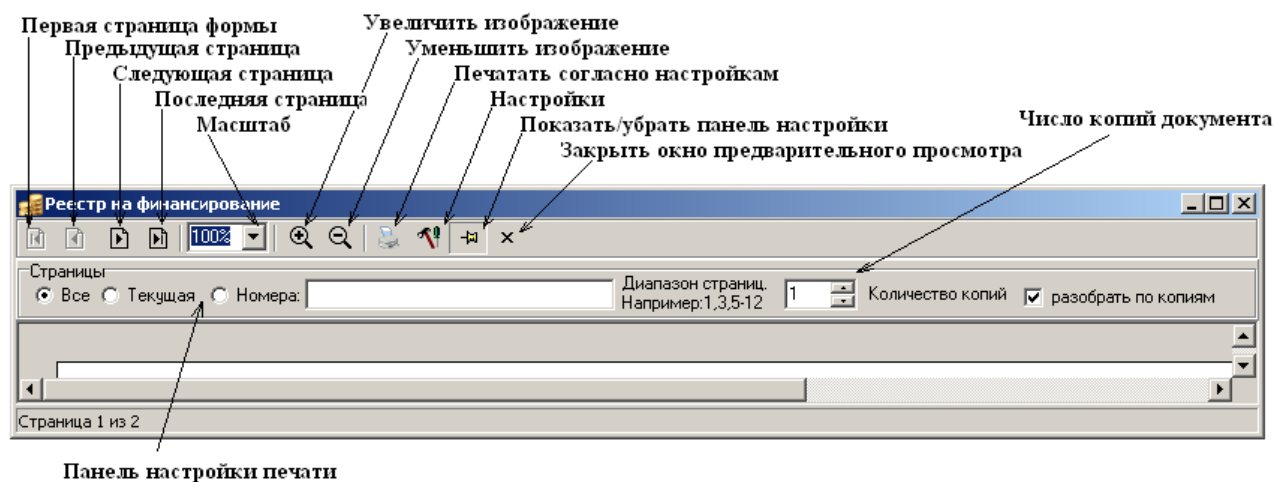 Первая страница формы
Увеличить изображение
Предыдущая страница
Уменьшить изображение
Следующая страница
Печатать согласно настройкам
Последняя страница
Настройки
Масштаб
Показать/убрать панель настройки
Число копий документа
Закрыть окно предварительного просмотра
Реестр на финансирование
100%
Страницы
Все Текущая Номера:
Диапазон страниц.
Например:1,3,5-12
1 Количество копий разобрать по копиям
Страница 1 из 2
Панель настройки печати